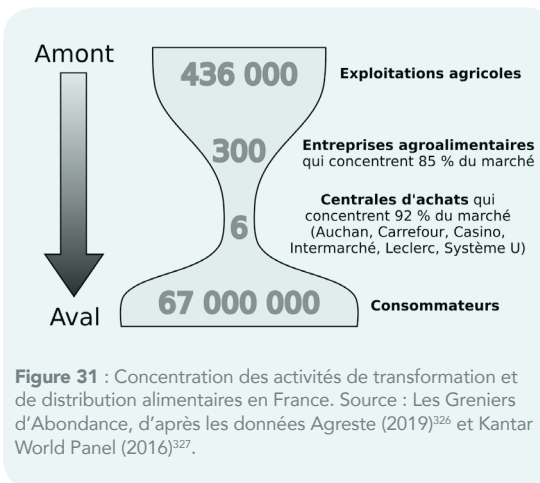 Amont
436 000
Exploitations agricoles
300
Entreprises agroalimentaires
qui concentrent 85 % du marché
6
Centrales d'achats qui
concentrent 92 % du marché
(Auchan, Carrefour, Casino,
Intermarché, Leclerc, Système U)
Aval
67 000 000
Consommateurs
Figure 31 : Concentration des activités de transformation et
de distribution alimentaires en France. Source : Les Greniers
d’Abondance, d’après les données Agreste (2019)³²⁶ et Kantar
World Panel (2016)³²⁷.